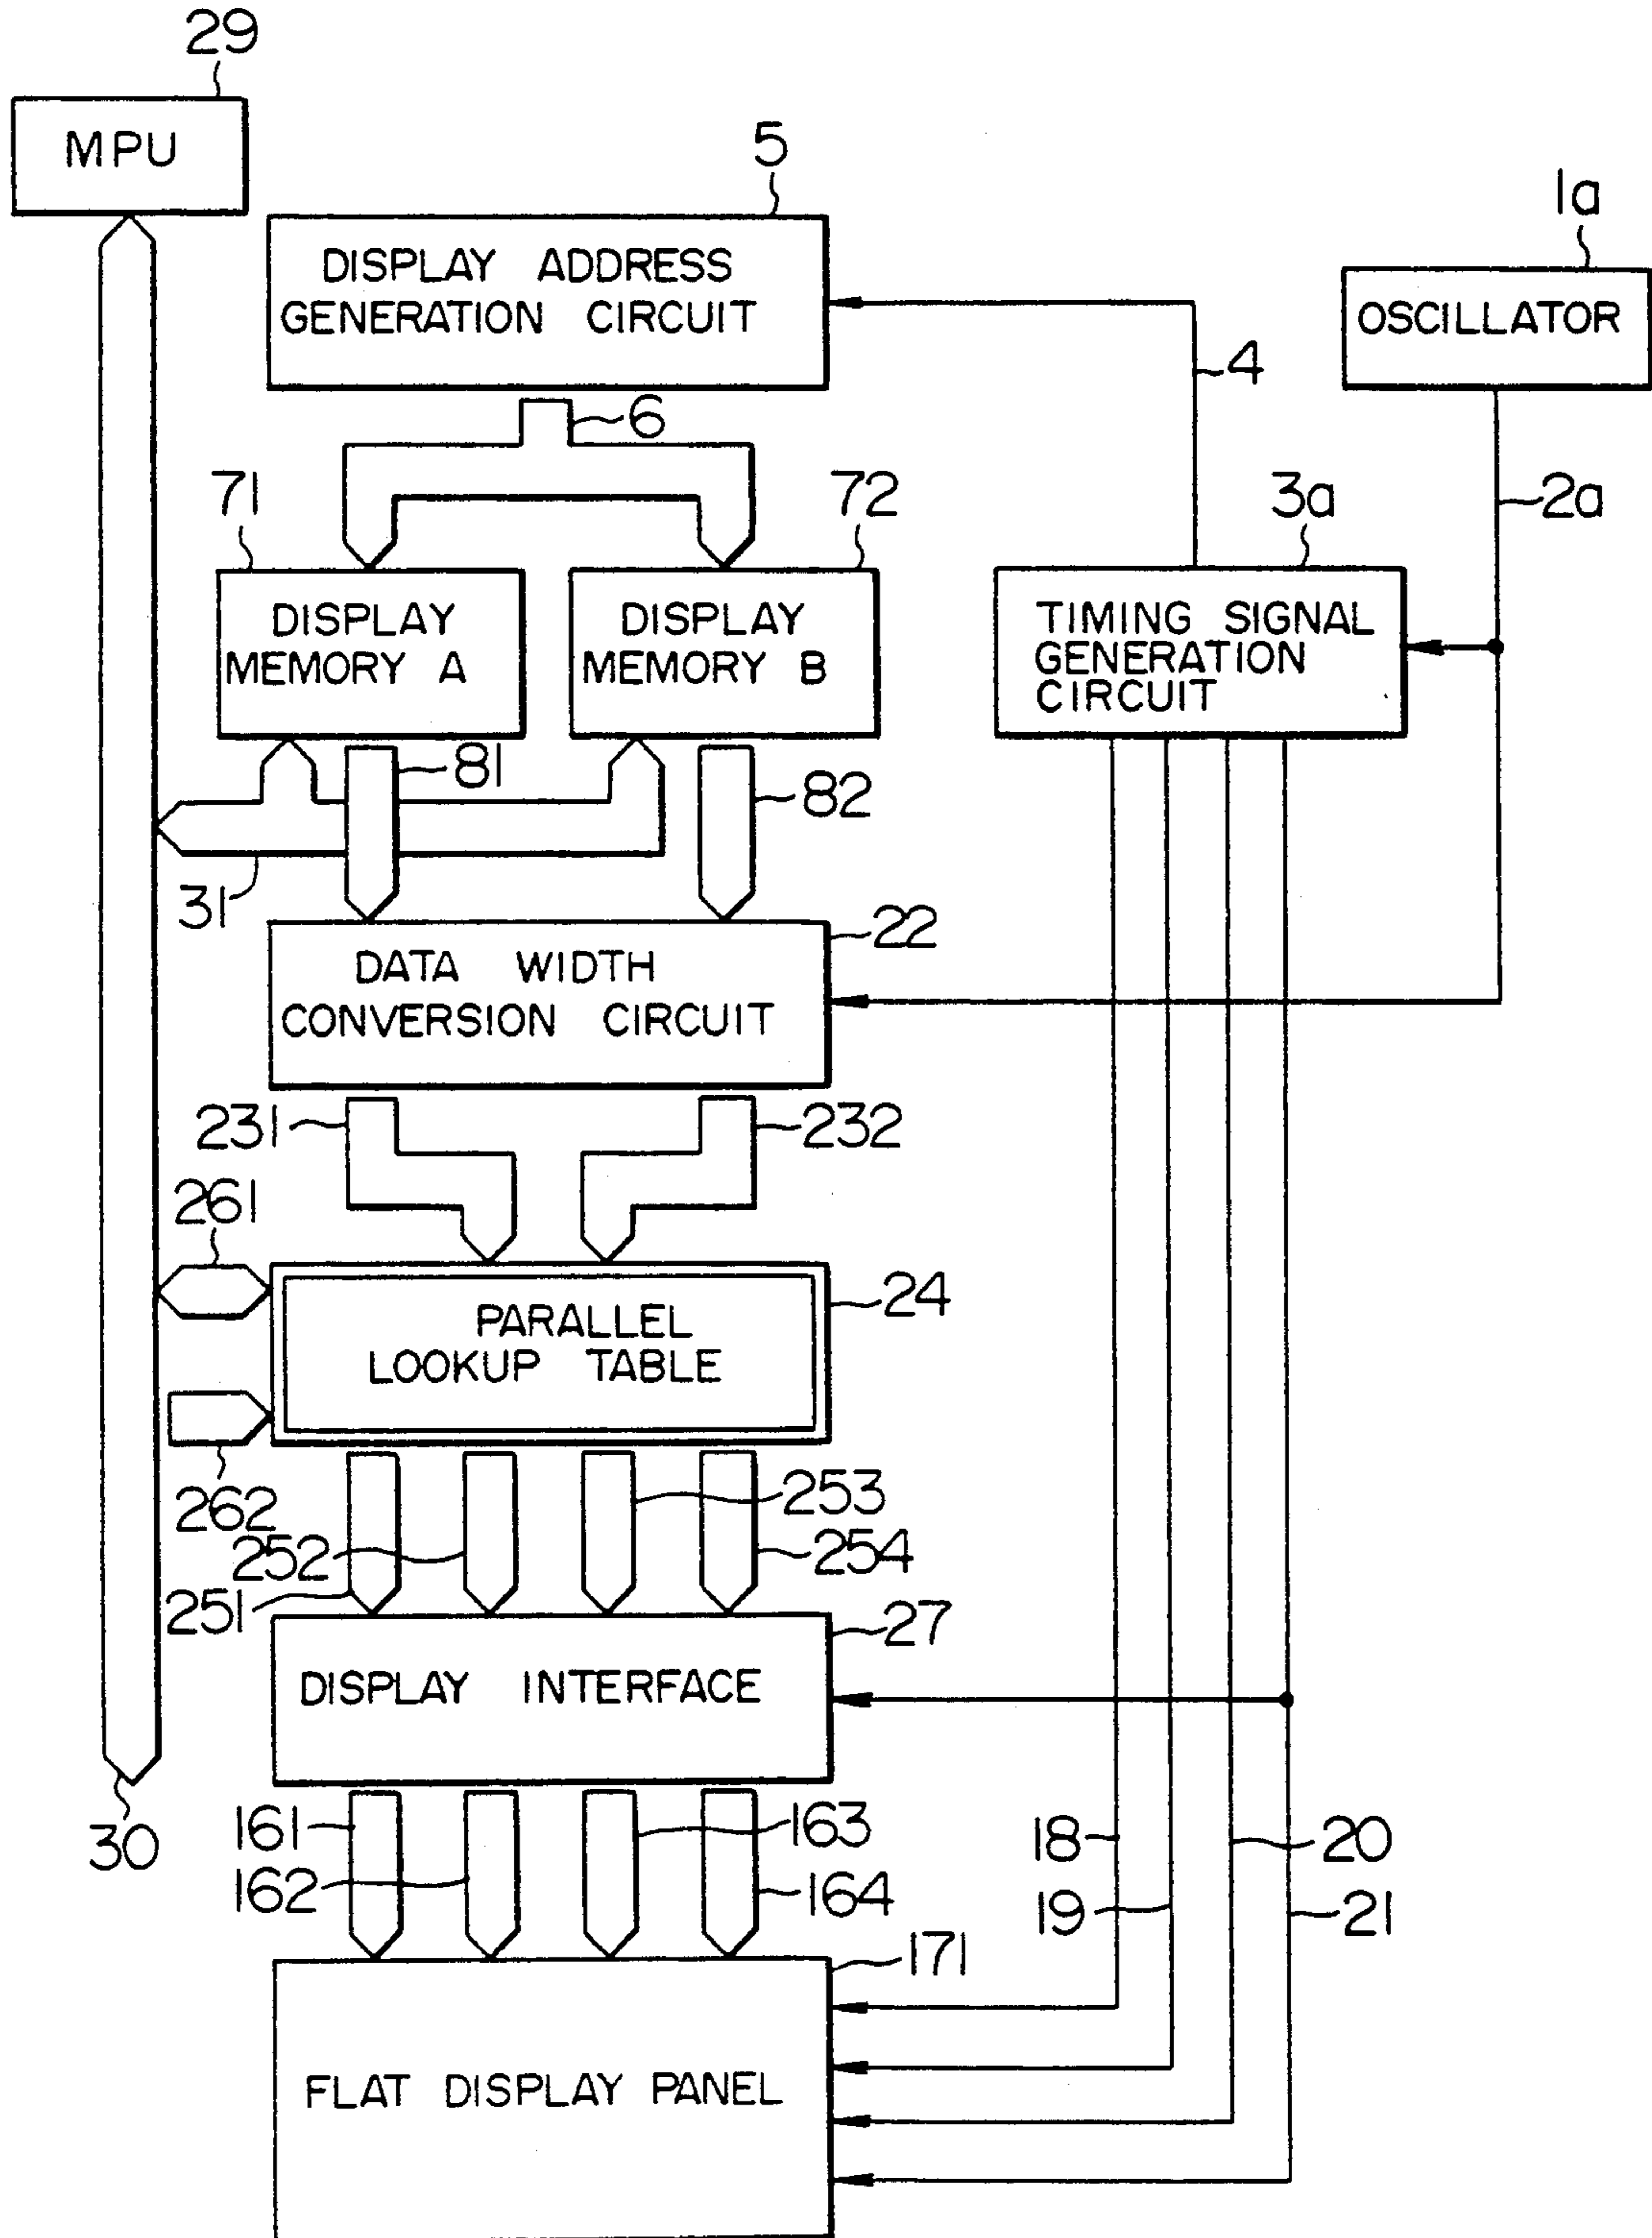 29
MPU
5
1a
DISPLAY ADDRESS
GENERATION CIRCUIT
OSCILLATOR
4
6
71
72
3a
2a
DISPLAY
MEMORY A
DISPLAY
MEMORY B
TIMING SIGNAL
GENERATION
CIRCUIT
81
82
31
22
DATA WIDTH
CONVERSION CIRCUIT
231
232
261
24
PARALLEL
LOOKUP TABLE
262
253
252
254
251
27
DISPLAY INTERFACE
30
161
163
18
20
162
164
19
21
171
FLAT DISPLAY PANEL